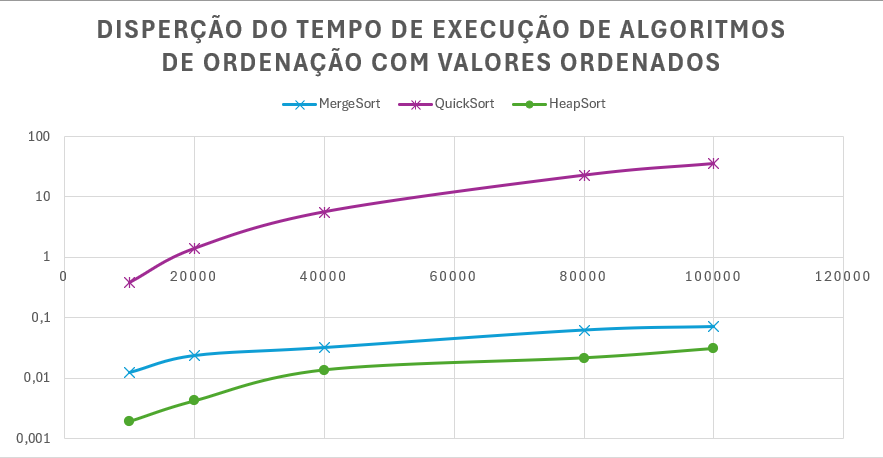 DISPERÇÃO DO TEMPO DE EXECUÇÃO DE ALGORITMOS
DE ORDENAÇÃO COM VALORES ORDENADOS
MergeSort QuickSort HeapSort
100
10
1
0 20000 40000 60000 80000 100000 120000
0,1
0,01
0,001